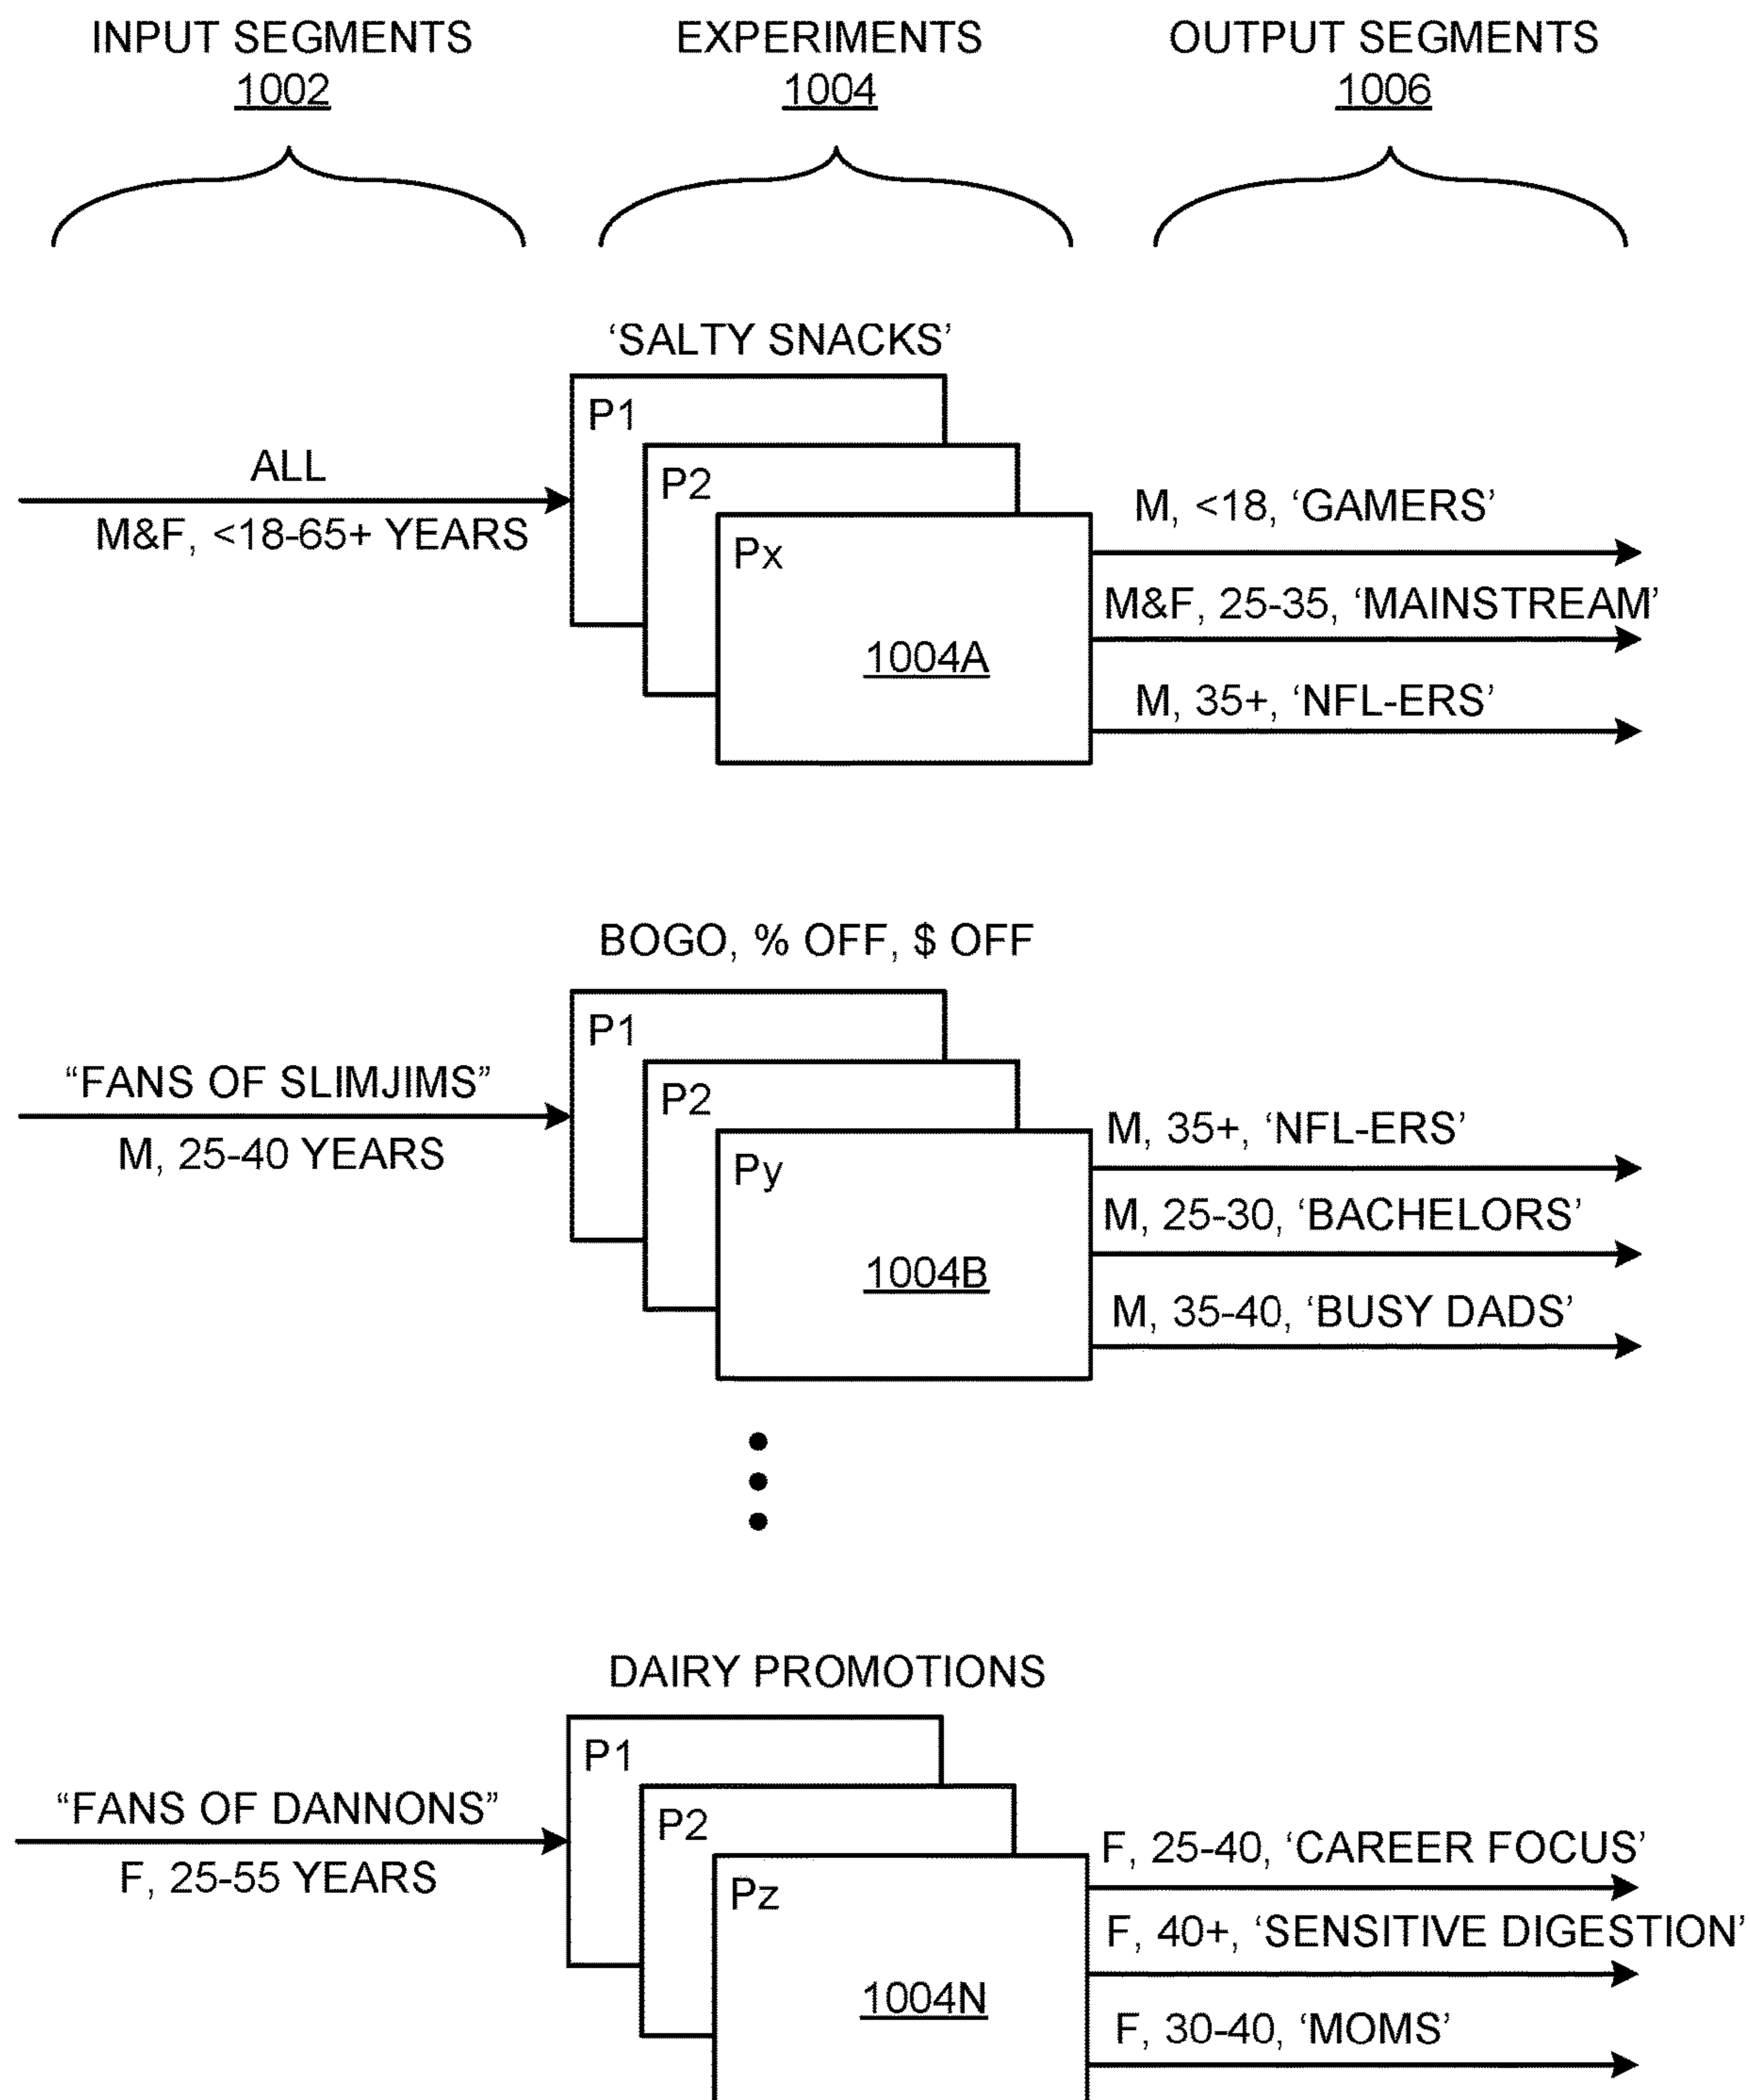 INPUT SEGMENTS
1002
EXPERIMENTS
1004
OUTPUT SEGMENTS
1006
‘SALTY SNACKS’
P1
P2
Px
1004A
ALL
M&F, <18-65+ YEARS
M, <18, ‘GAMERS’
M&F, 25-35, ‘MAINSTREAM’
M, 35+, ‘NFL-ERS’
BOGO, % OFF, $ OFF
P1
P2
Py
1004B
“FANS OF SLIMJIMS”
M, 25-40 YEARS
M, 35+, ‘NFL-ERS’
M, 25-30, ‘BACHELORS’
M, 35-40, ‘BUSY DADS’
DAIRY PROMOTIONS
P1
P2
Pz
1004N
“FANS OF DANNONS”
F, 25-55 YEARS
F, 25-40, ‘CAREER FOCUS’
F, 40+, ‘SENSITIVE DIGESTION’
F, 30-40, ‘MOMS’